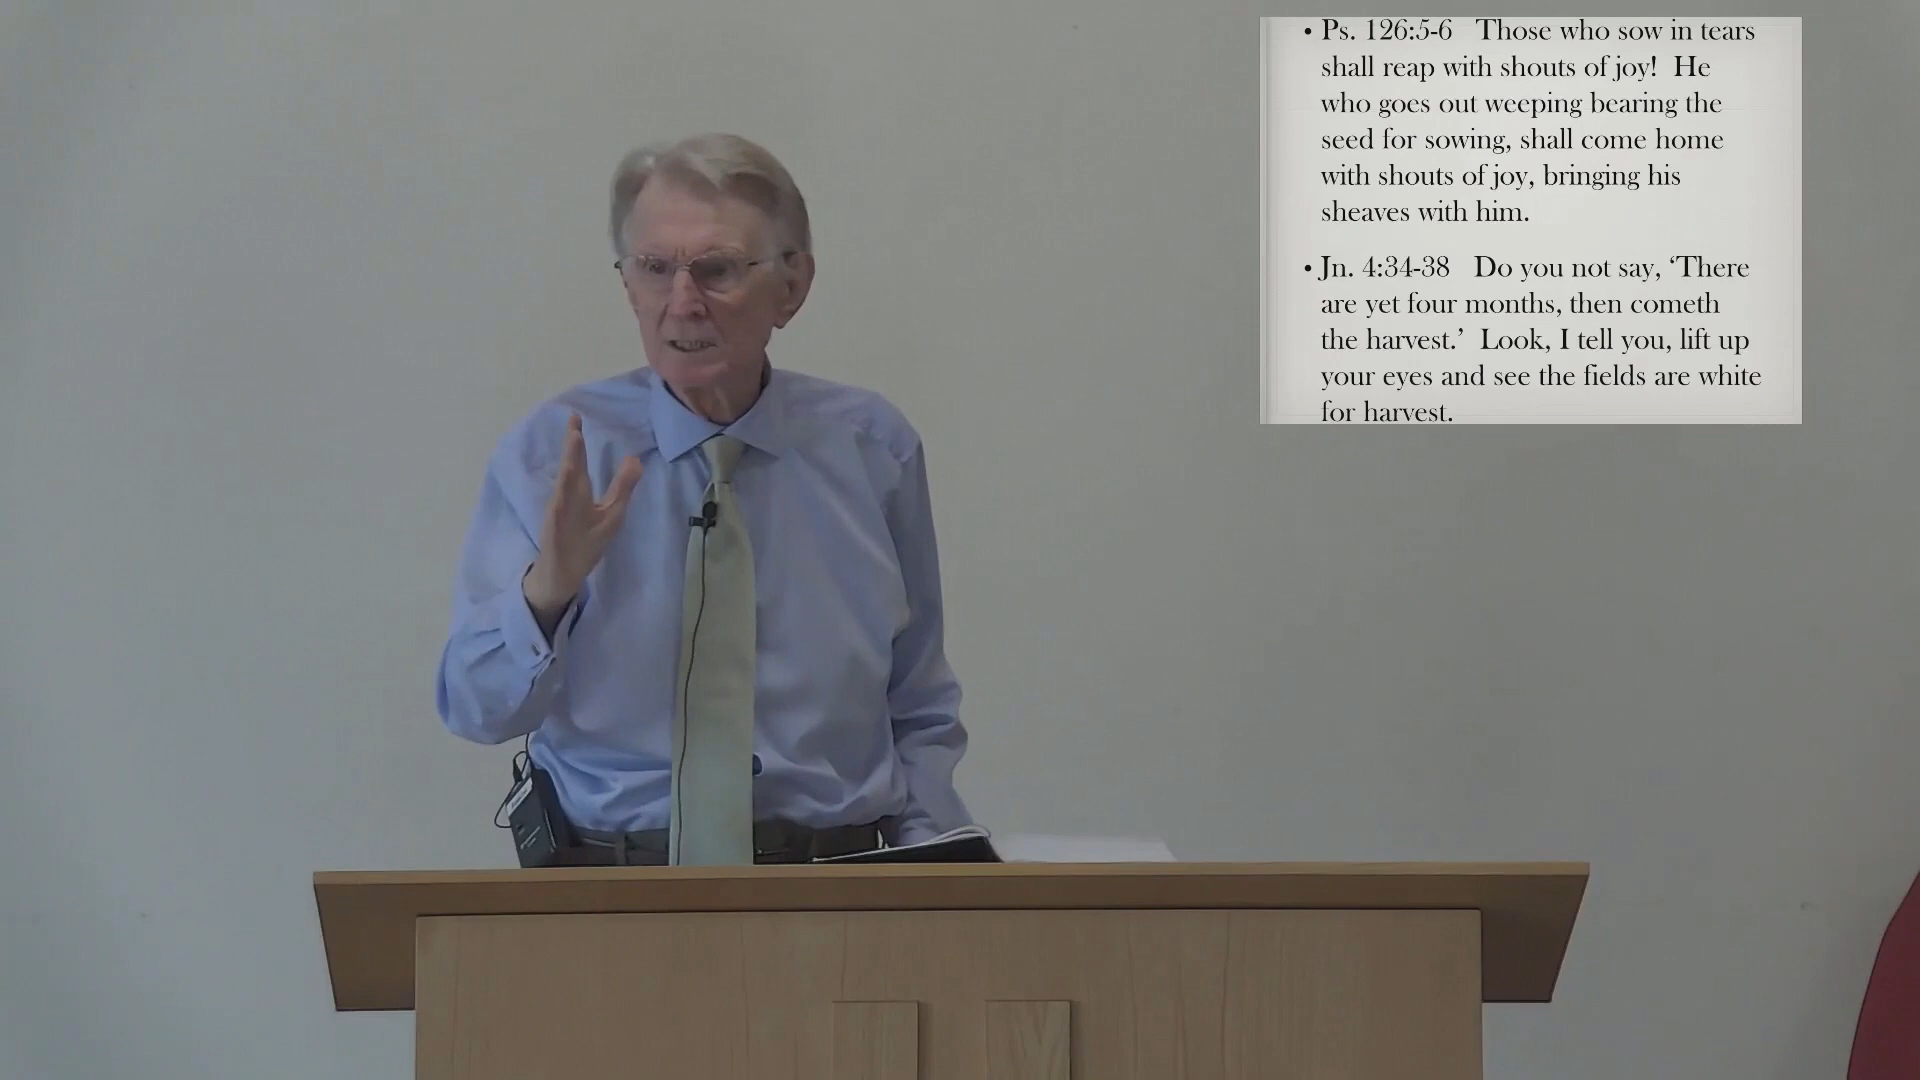 • Ps. 126:5-6 Those who sow in tears
shall reap with shouts of joy! He
who goes out weeping bearing the
seed for sowing, shall come home
with shouts of joy, bringing his
sheaves with him.
• Jn. 4:34-38 Do you not say, ‘There
are yet four months, then cometh
the harvest.’ Look, I tell you, lift up
your eyes and see the fields are white
for harvest.